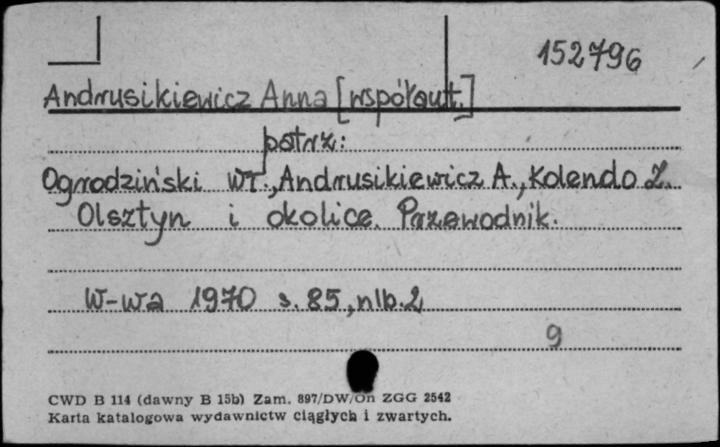 152796
Andrusikiewicz Anna [współaut.]
patrz:
Ogrodziński Wł., Andrusikiewicz A., Kolendo Z.
Olsztyn i okolice. Przewodnik.
W-wa 1970 s. 85, nlb. 2
9
CWD B 114 (dawny B 15b) Zam. 897/DW/On ZGG 2542
Karta katalogowa wydawnictw ciągłych i zwartych.